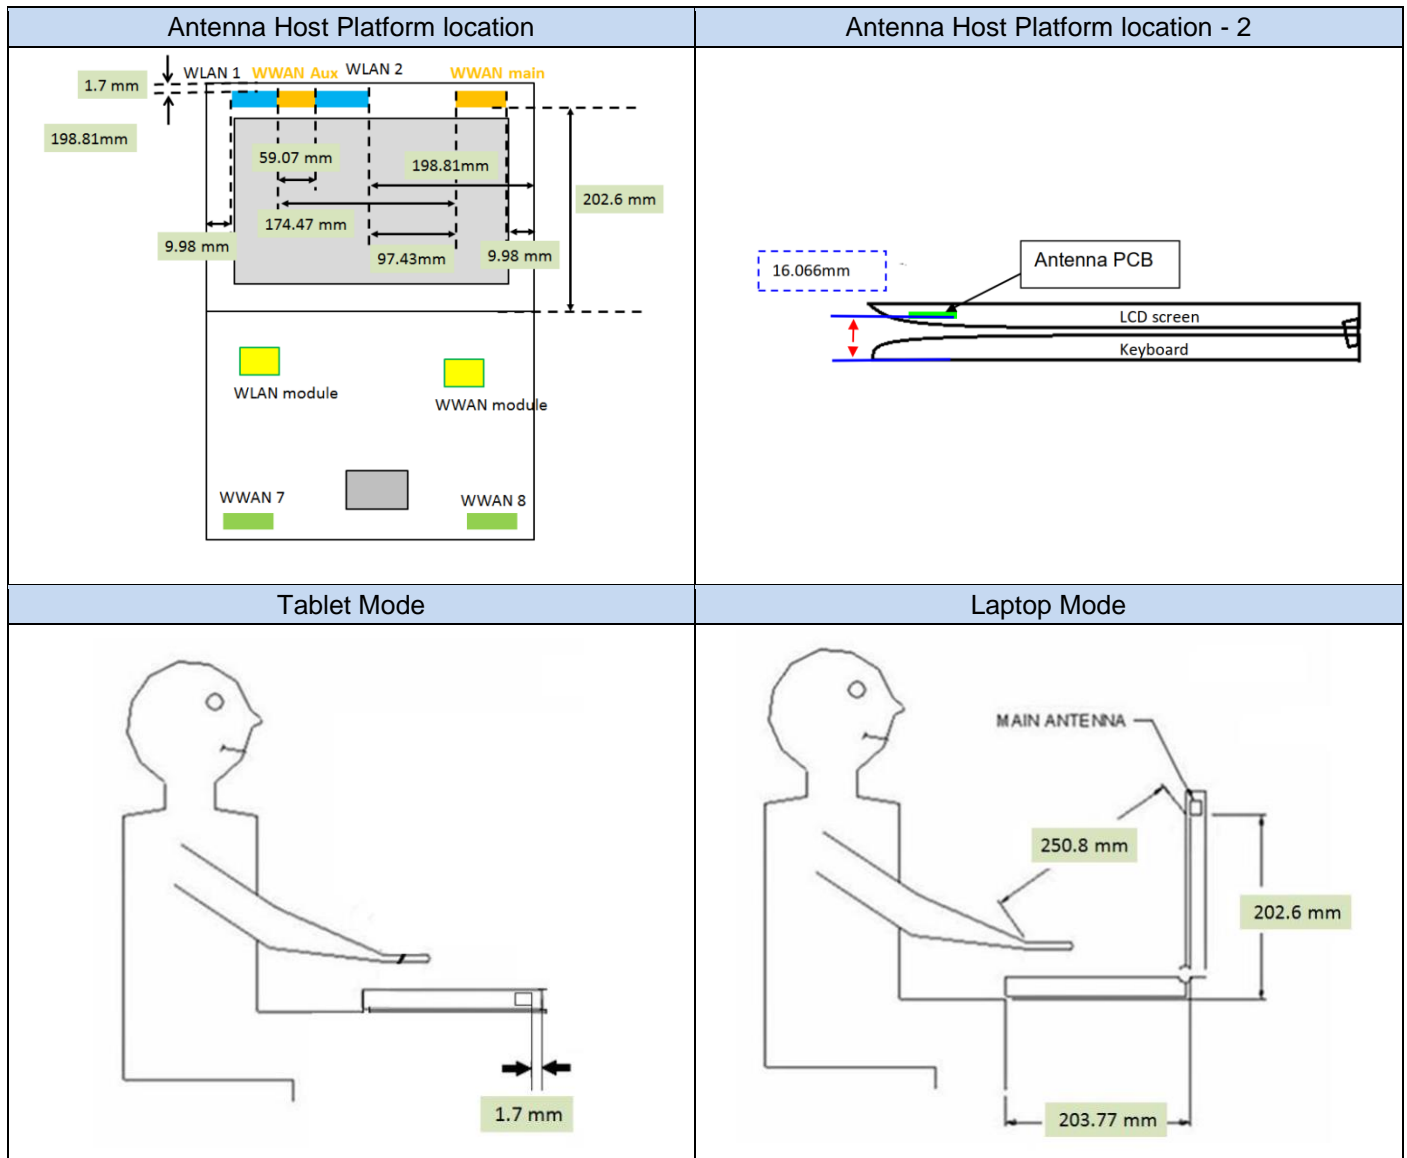 Antenna Host Platform location
Antenna Host Platform location - 2
WLAN 1
WWAN Aux
WLAN 2
WWAN main
1.7 mm
198.81mm
59.07 mm
198.81mm
202.6 mm
174.47 mm
9.98 mm
97.43mm
9.98 mm
WLAN module
WWAN module
WWAN 7
WWAN 8
16.066mm
Antenna PCB
LCD screen
Keyboard
Tablet Mode
Laptop Mode
1.7 mm
MAIN ANTENNA
250.8 mm
202.6 mm
203.77 mm